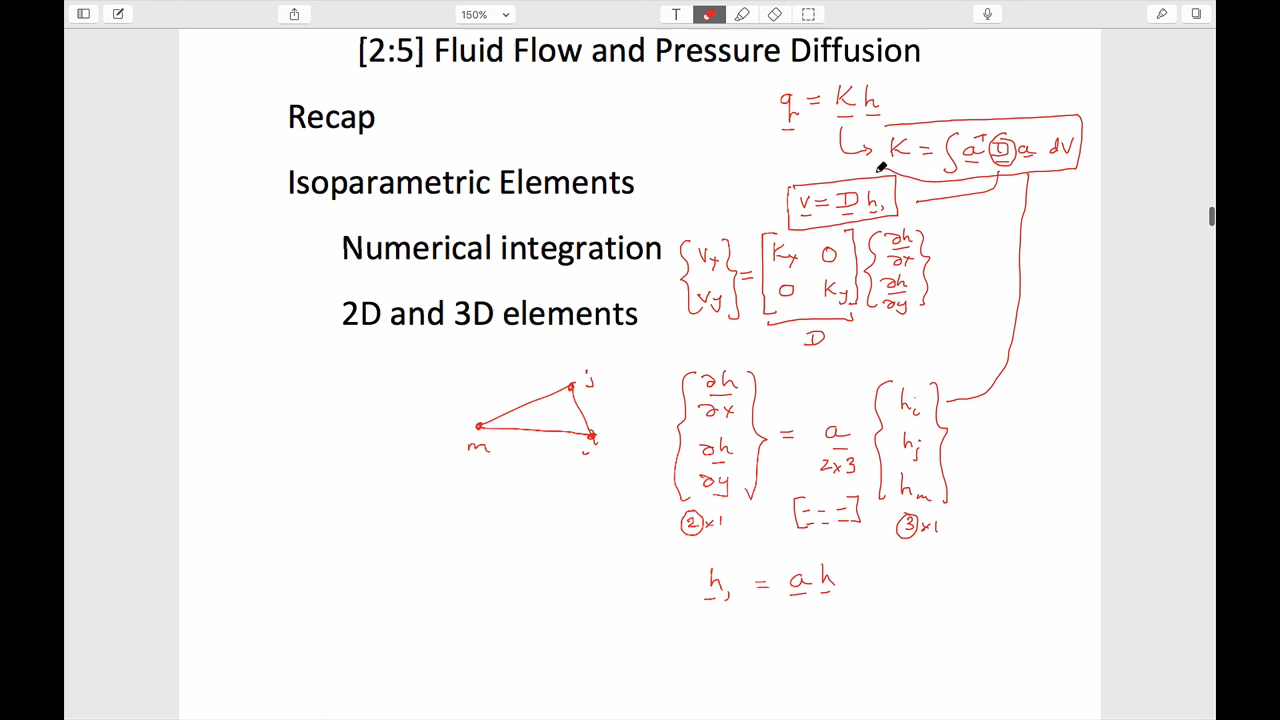 150%
T
[2:5] Fluid Flow and Pressure Diffusion
Recap
Isoparametric Elements
Numerical integration
2D and 3D elements
q = K h
K = ∫ aᵀ D a dV
v = D h,
{ Vx Vy } = [ Kx 0 0 Ky ] { ∂h/∂x ∂h/∂y }
D
j
m
i
{ ∂h/∂x ∂h/∂y } = a { hi hj hm }
2x3
2x1
3x1
h, = a h